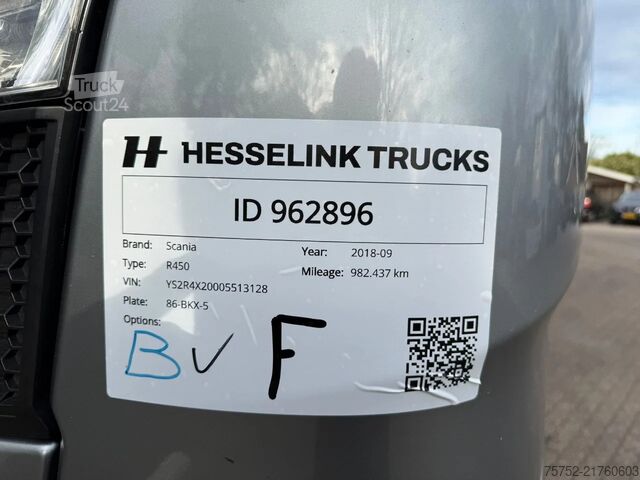 Truck
Scout24
H HESSELINK TRUCKS
ID 962896
Brand: Scania
Year: 2018-09
Type: R450
Mileage: 982.437 km
VIN: YS2R4X20005513128
Plate: 86-BKX-5
Options:
B v F
75752-21760603